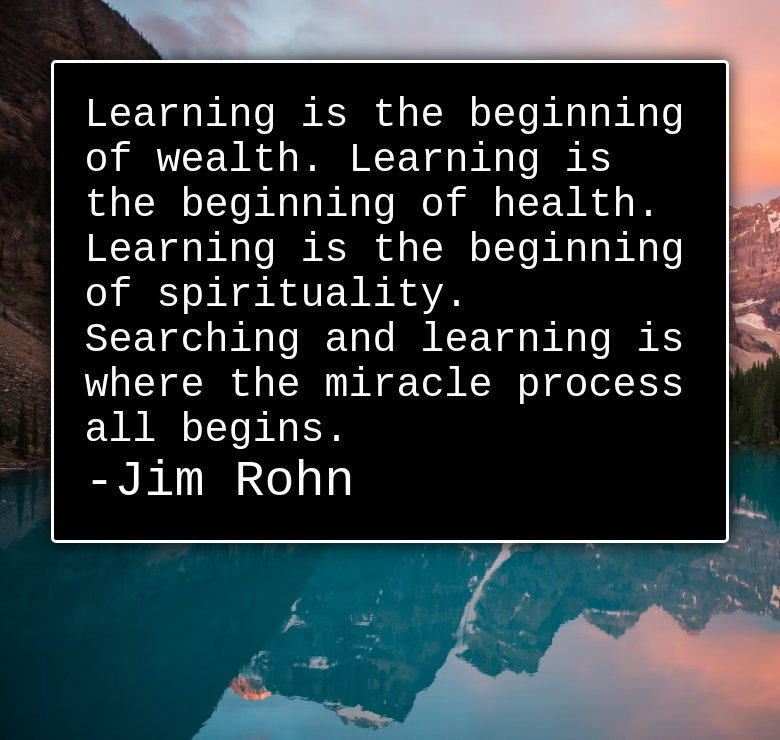 Learning is the beginning
of wealth. Learning is
the beginning of health.
Learning is the beginning
of spirituality.
Searching and learning is
where the miracle process
all begins.
-Jim Rohn